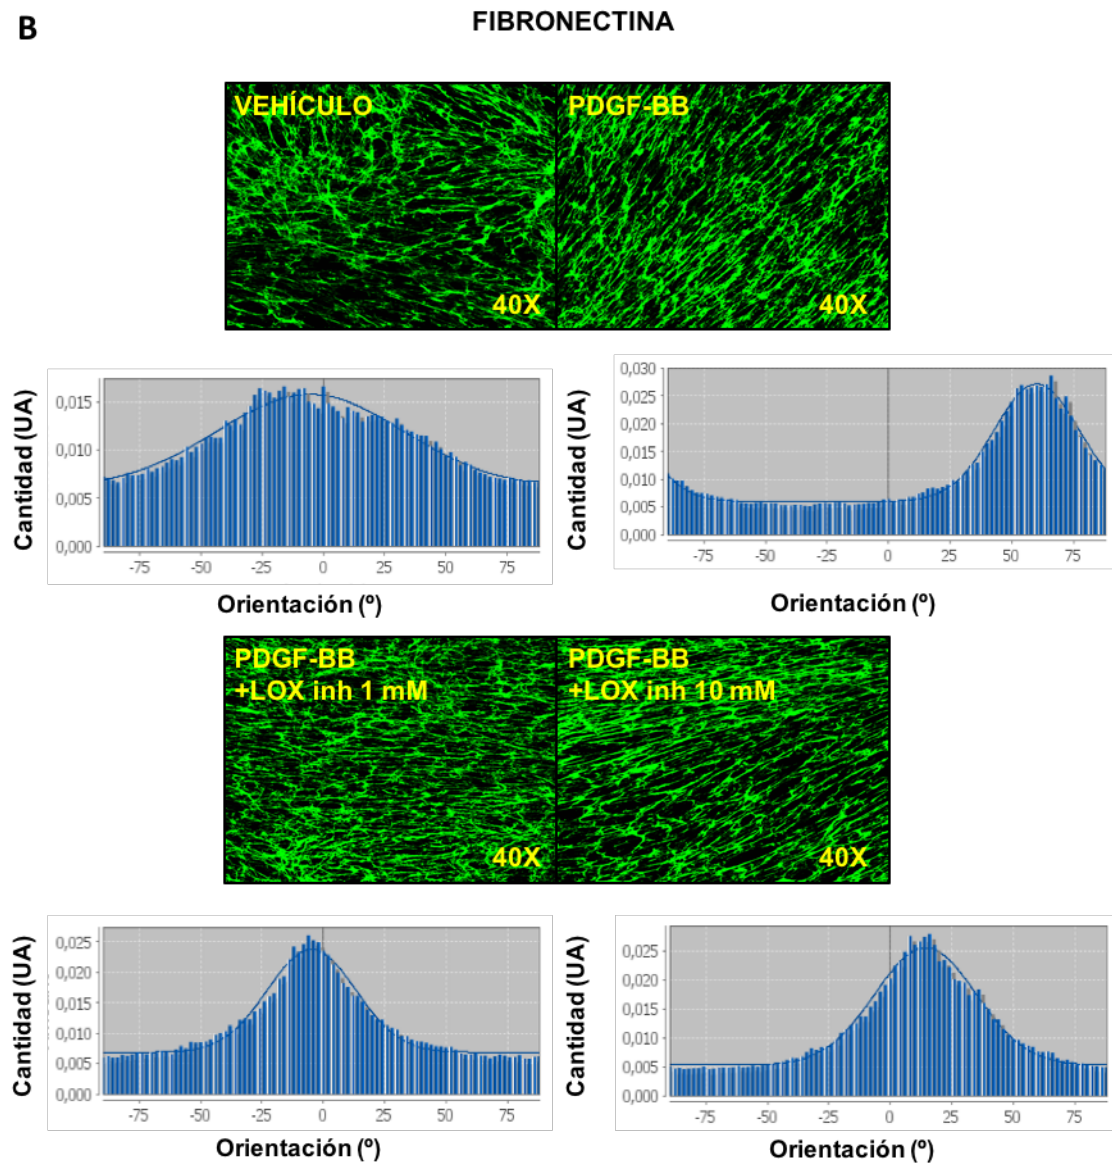 B
FIBRONECTINA
VEHÍCULO
40X
PDGF-BB
40X
Cantidad (UA)
0,015
0,010
0,005
0,000
-75 -50 -25 0 25 50 75
Orientación (º)
Cantidad (UA)
0,030
0,025
0,020
0,015
0,010
0,005
0,000
-75 -50 -25 0 25 50 75
Orientación (º)
PDGF-BB
+LOX inh 1 mM
40X
PDGF-BB
+LOX inh 10 mM
40X
Cantidad (UA)
0,025
0,020
0,015
0,010
0,005
0,000
-75 -50 -25 0 25 50 75
Orientación (º)
Cantidad (UA)
0,025
0,020
0,015
0,010
0,005
0,000
-75 -50 -25 0 25 50 75
Orientación (º)